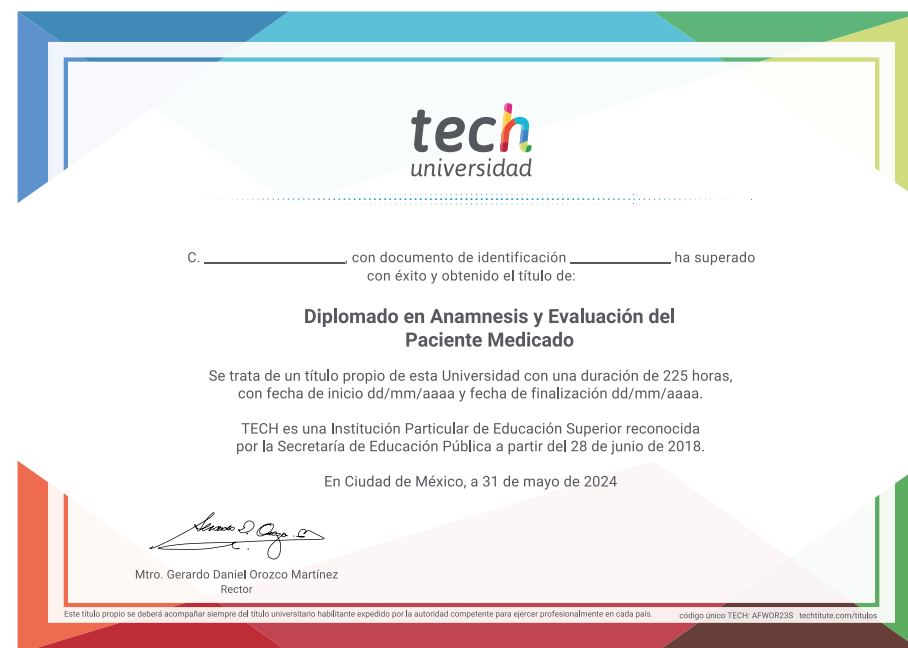 tech
universidad
C. ____________, con documento de identificación ____________ ha superado
con éxito y obtenido el título de:
Diplomado en Anamnesis y Evaluación del
Paciente Medicado
Se trata de un título propio de esta Universidad con una duración de 225 horas,
con fecha de inicio dd/mm/aaaa y fecha de finalización dd/mm/aaaa.
TECH es una Institución Particular de Educación Superior reconocida
por la Secretaría de Educación Pública a partir del 28 de junio de 2018.
En Ciudad de México, a 31 de mayo de 2024
Mtro. Gerardo Daniel Orozco Martínez
Rector
Este título propio se deberá acompañar siempre del título universitario habilitante expedido por la autoridad competente para ejercer profesionalmente en cada país. código único TECH: AFWOR23S techtitute.com/titulos